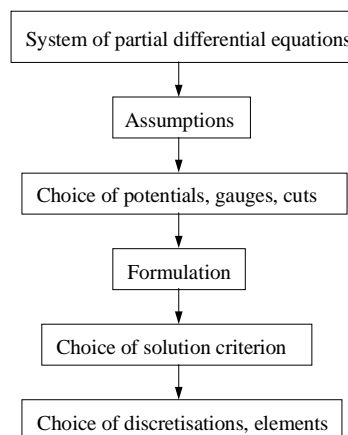 System of partial differential equations
Assumptions
Choice of potentials, gauges, cuts
Formulation
Choice of solution criterion
Choice of discretisations, elements